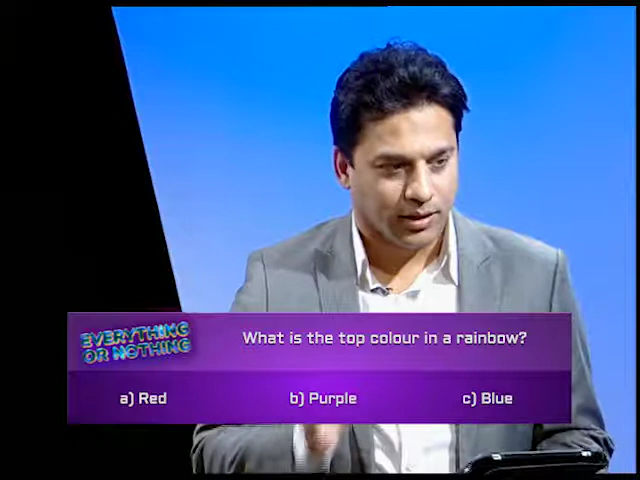 EVERYTHING
OR NOTHING
What is the top colour in a rainbow?
a) Red
b) Purple
c) Blue